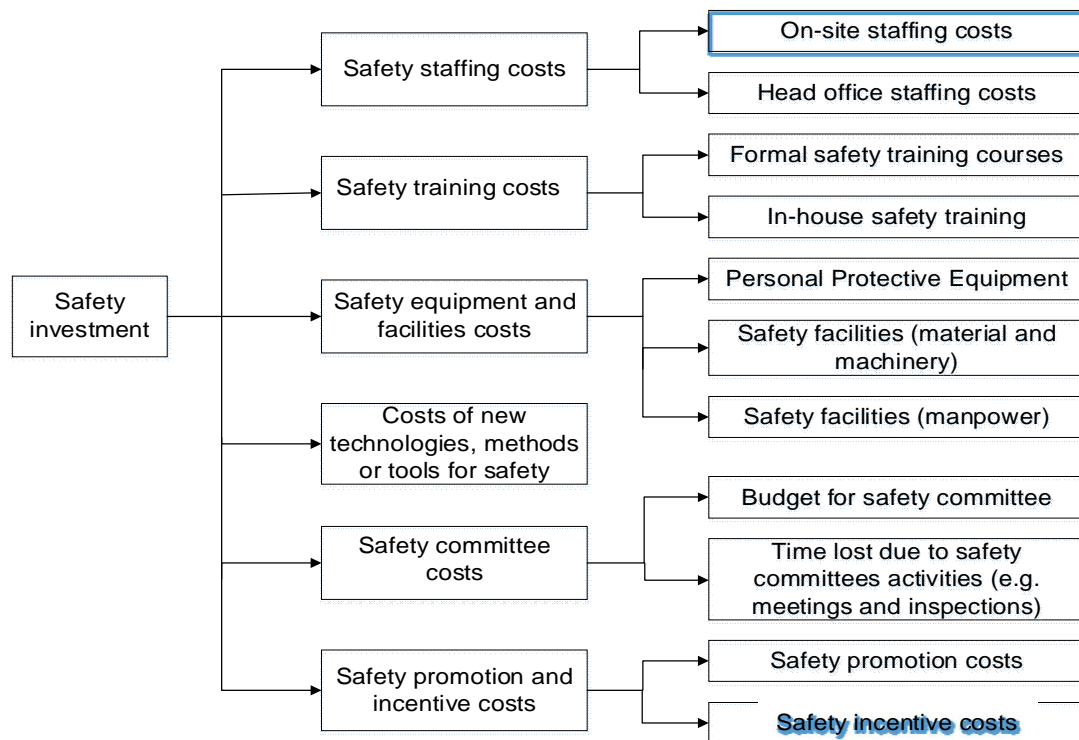 On-site staffing costs
Safety staffing costs
Head office staffing costs
Formal safety training courses
Safety training costs
In-house safety training
Personal Protective Equipment
Safety
investment
Safety equipment and
facilities costs
Safety facilities (material and
machinery)
Safety facilities (manpower)
Costs of new
technologies, methods
or tools for safety
Budget for safety committee
Safety committee
costs
Time lost due to safety
committees activities (e.g.
meetings and inspections)
Safety promotion and
incentive costs
Safety promotion costs
Safety incentive costs